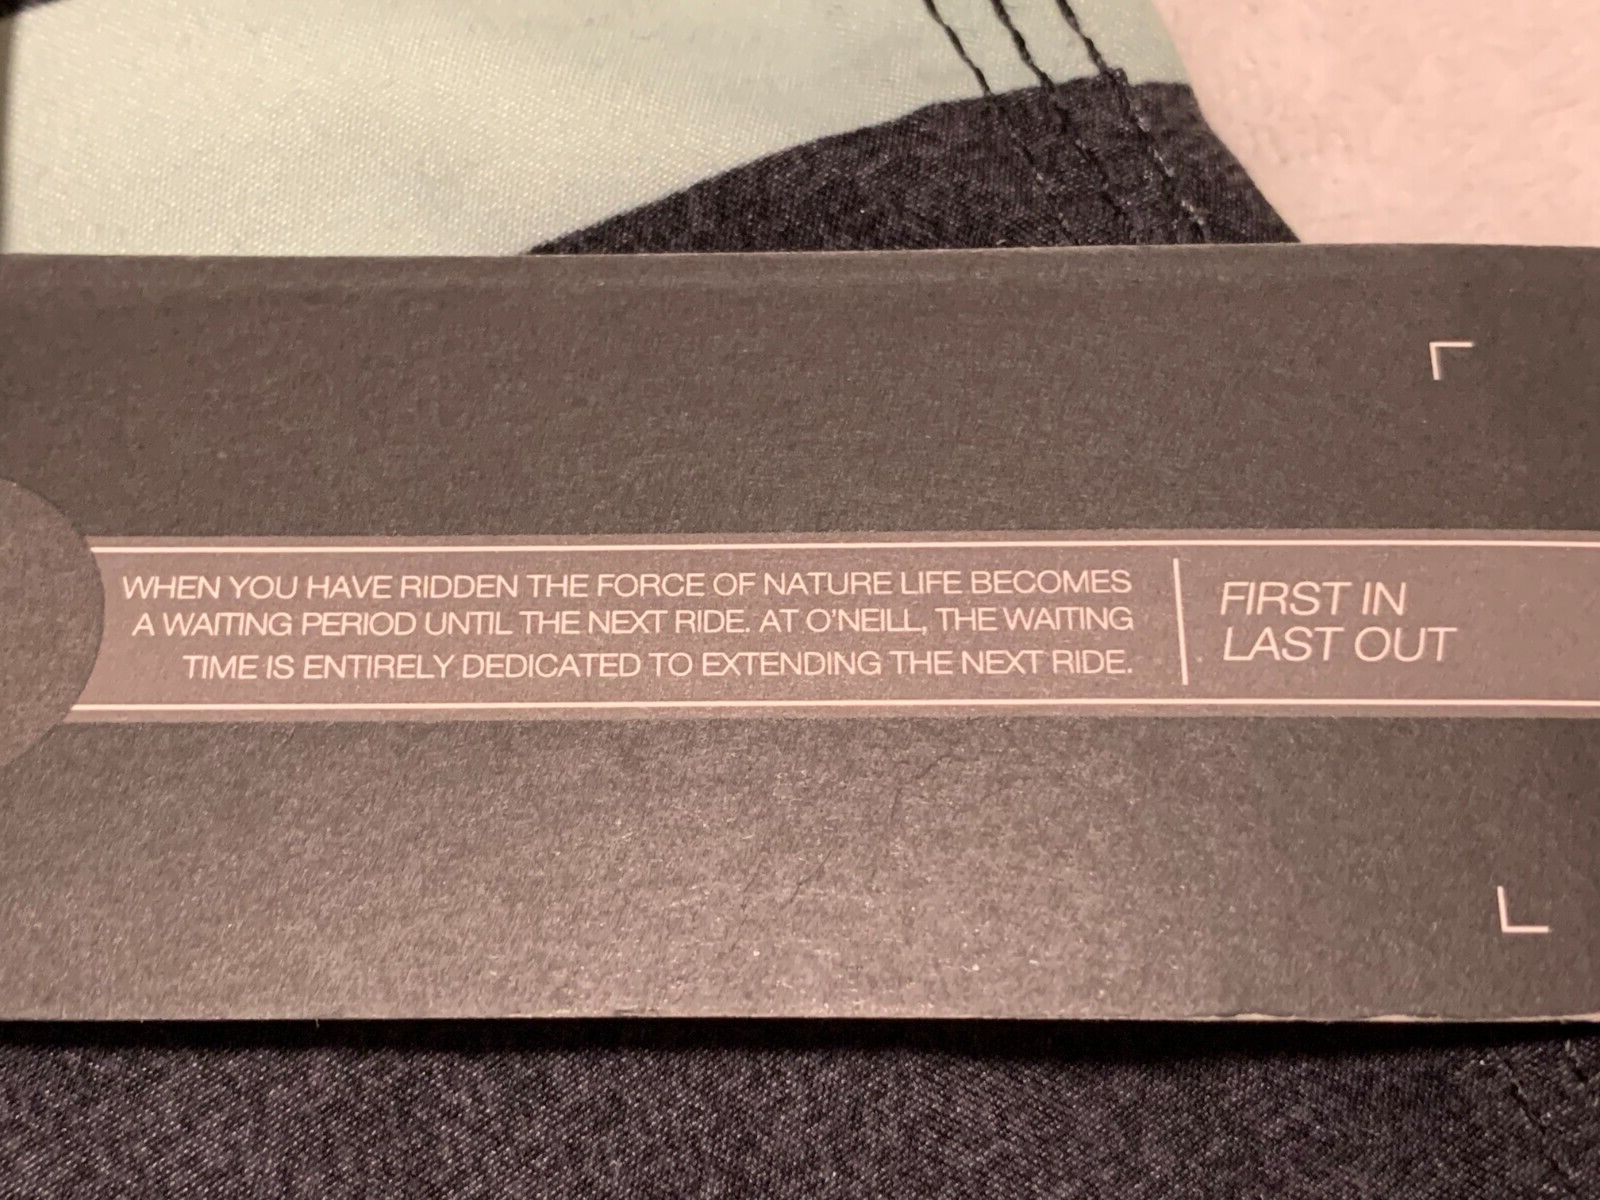 WHEN YOU HAVE RIDDEN THE FORCE OF NATURE LIFE BECOMES
A WAITING PERIOD UNTIL THE NEXT RIDE. AT O'NEILL, THE WAITING
TIME IS ENTIRELY DEDICATED TO EXTENDING THE NEXT RIDE.
FIRST IN
LAST OUT